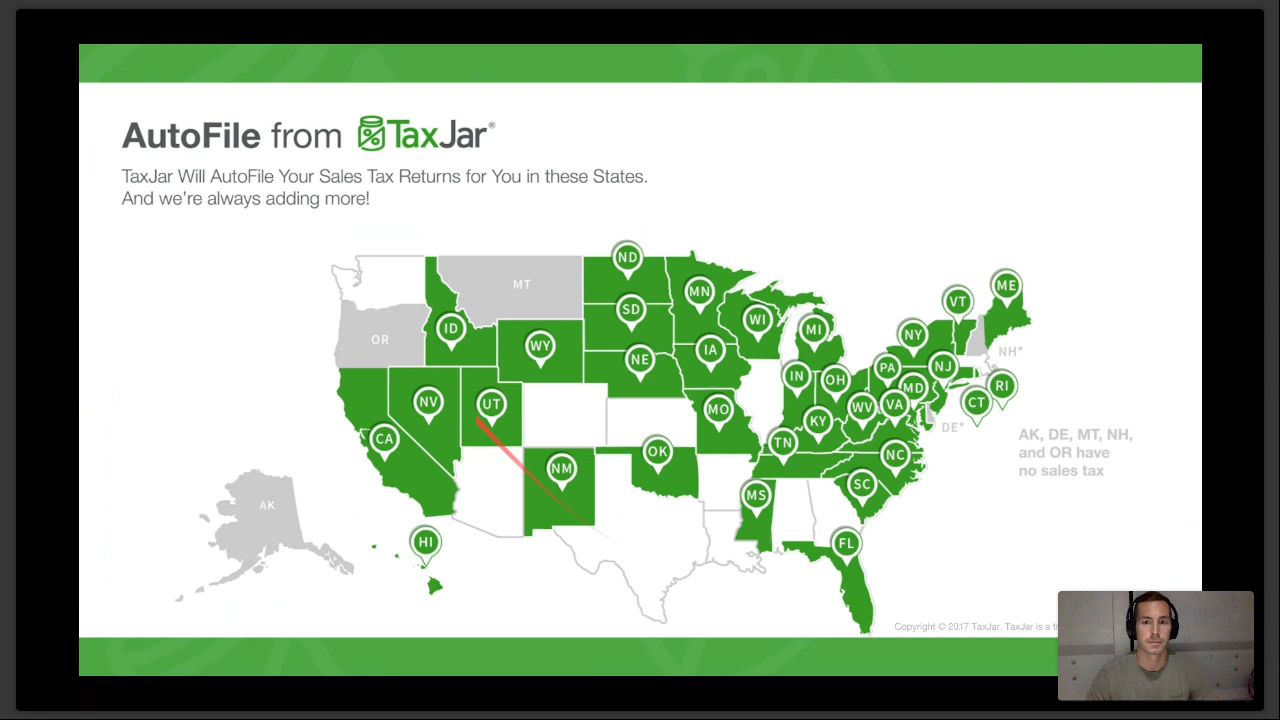 AutoFile from TaxJar®
TaxJar Will AutoFile Your Sales Tax Returns for You in these States.
And we're always adding more!
ND
MT
ME
MN
VT
SD
WI
ID
MI
NY
OR
WY
IA
NH*
NE
PA
NJ
IN
OH
MD
RI
NV
UT
MO
WV
VA
CT
KY
DE*
CA
TN
AK, DE, MT, NH,
and OR have
no sales tax
OK
NC
NM
SC
MS
AK
HI
FL
Copyright © 2017 TaxJar. TaxJar is a